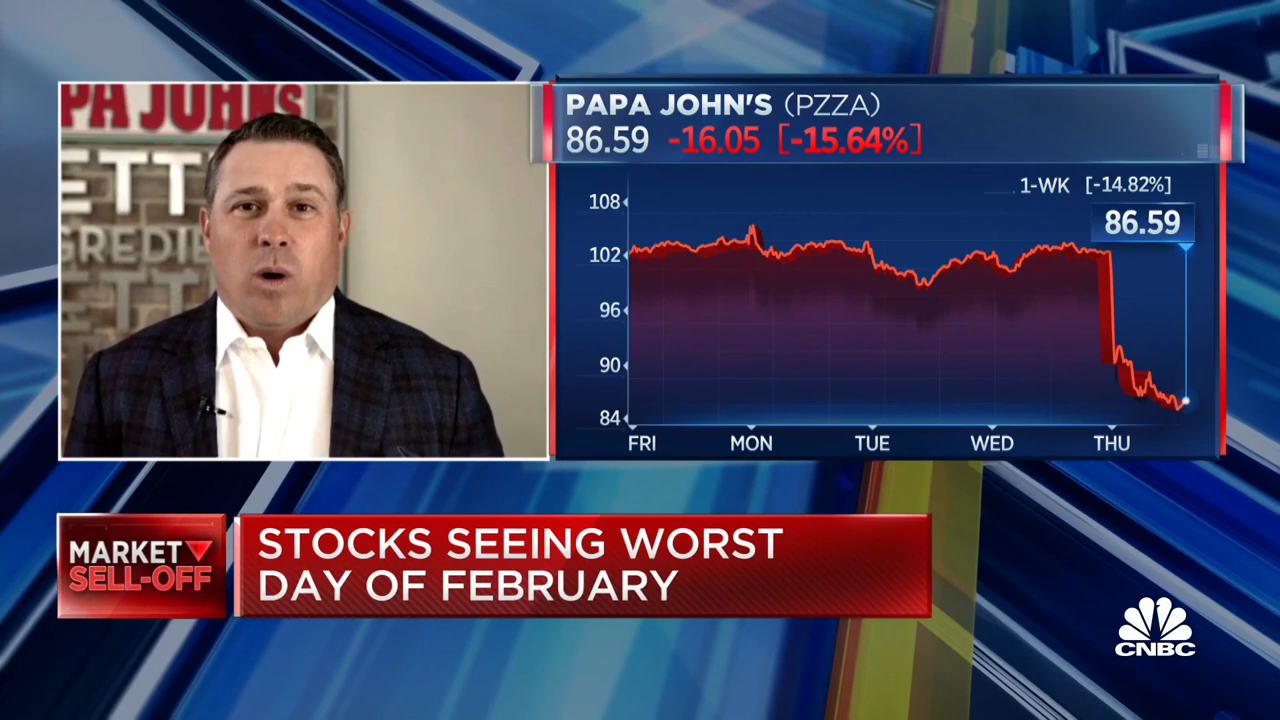 PA JOHNS
ETT
GREDIE
ETT
PAPA JOHN'S (PZZA)
86.59 -16.05 [-15.64%]
1-WK [-14.82%]
86.59
108
102
96
90
84
FRI MON TUE WED THU
MARKET
SELL-OFF
STOCKS SEEING WORST
DAY OF FEBRUARY
CNBC